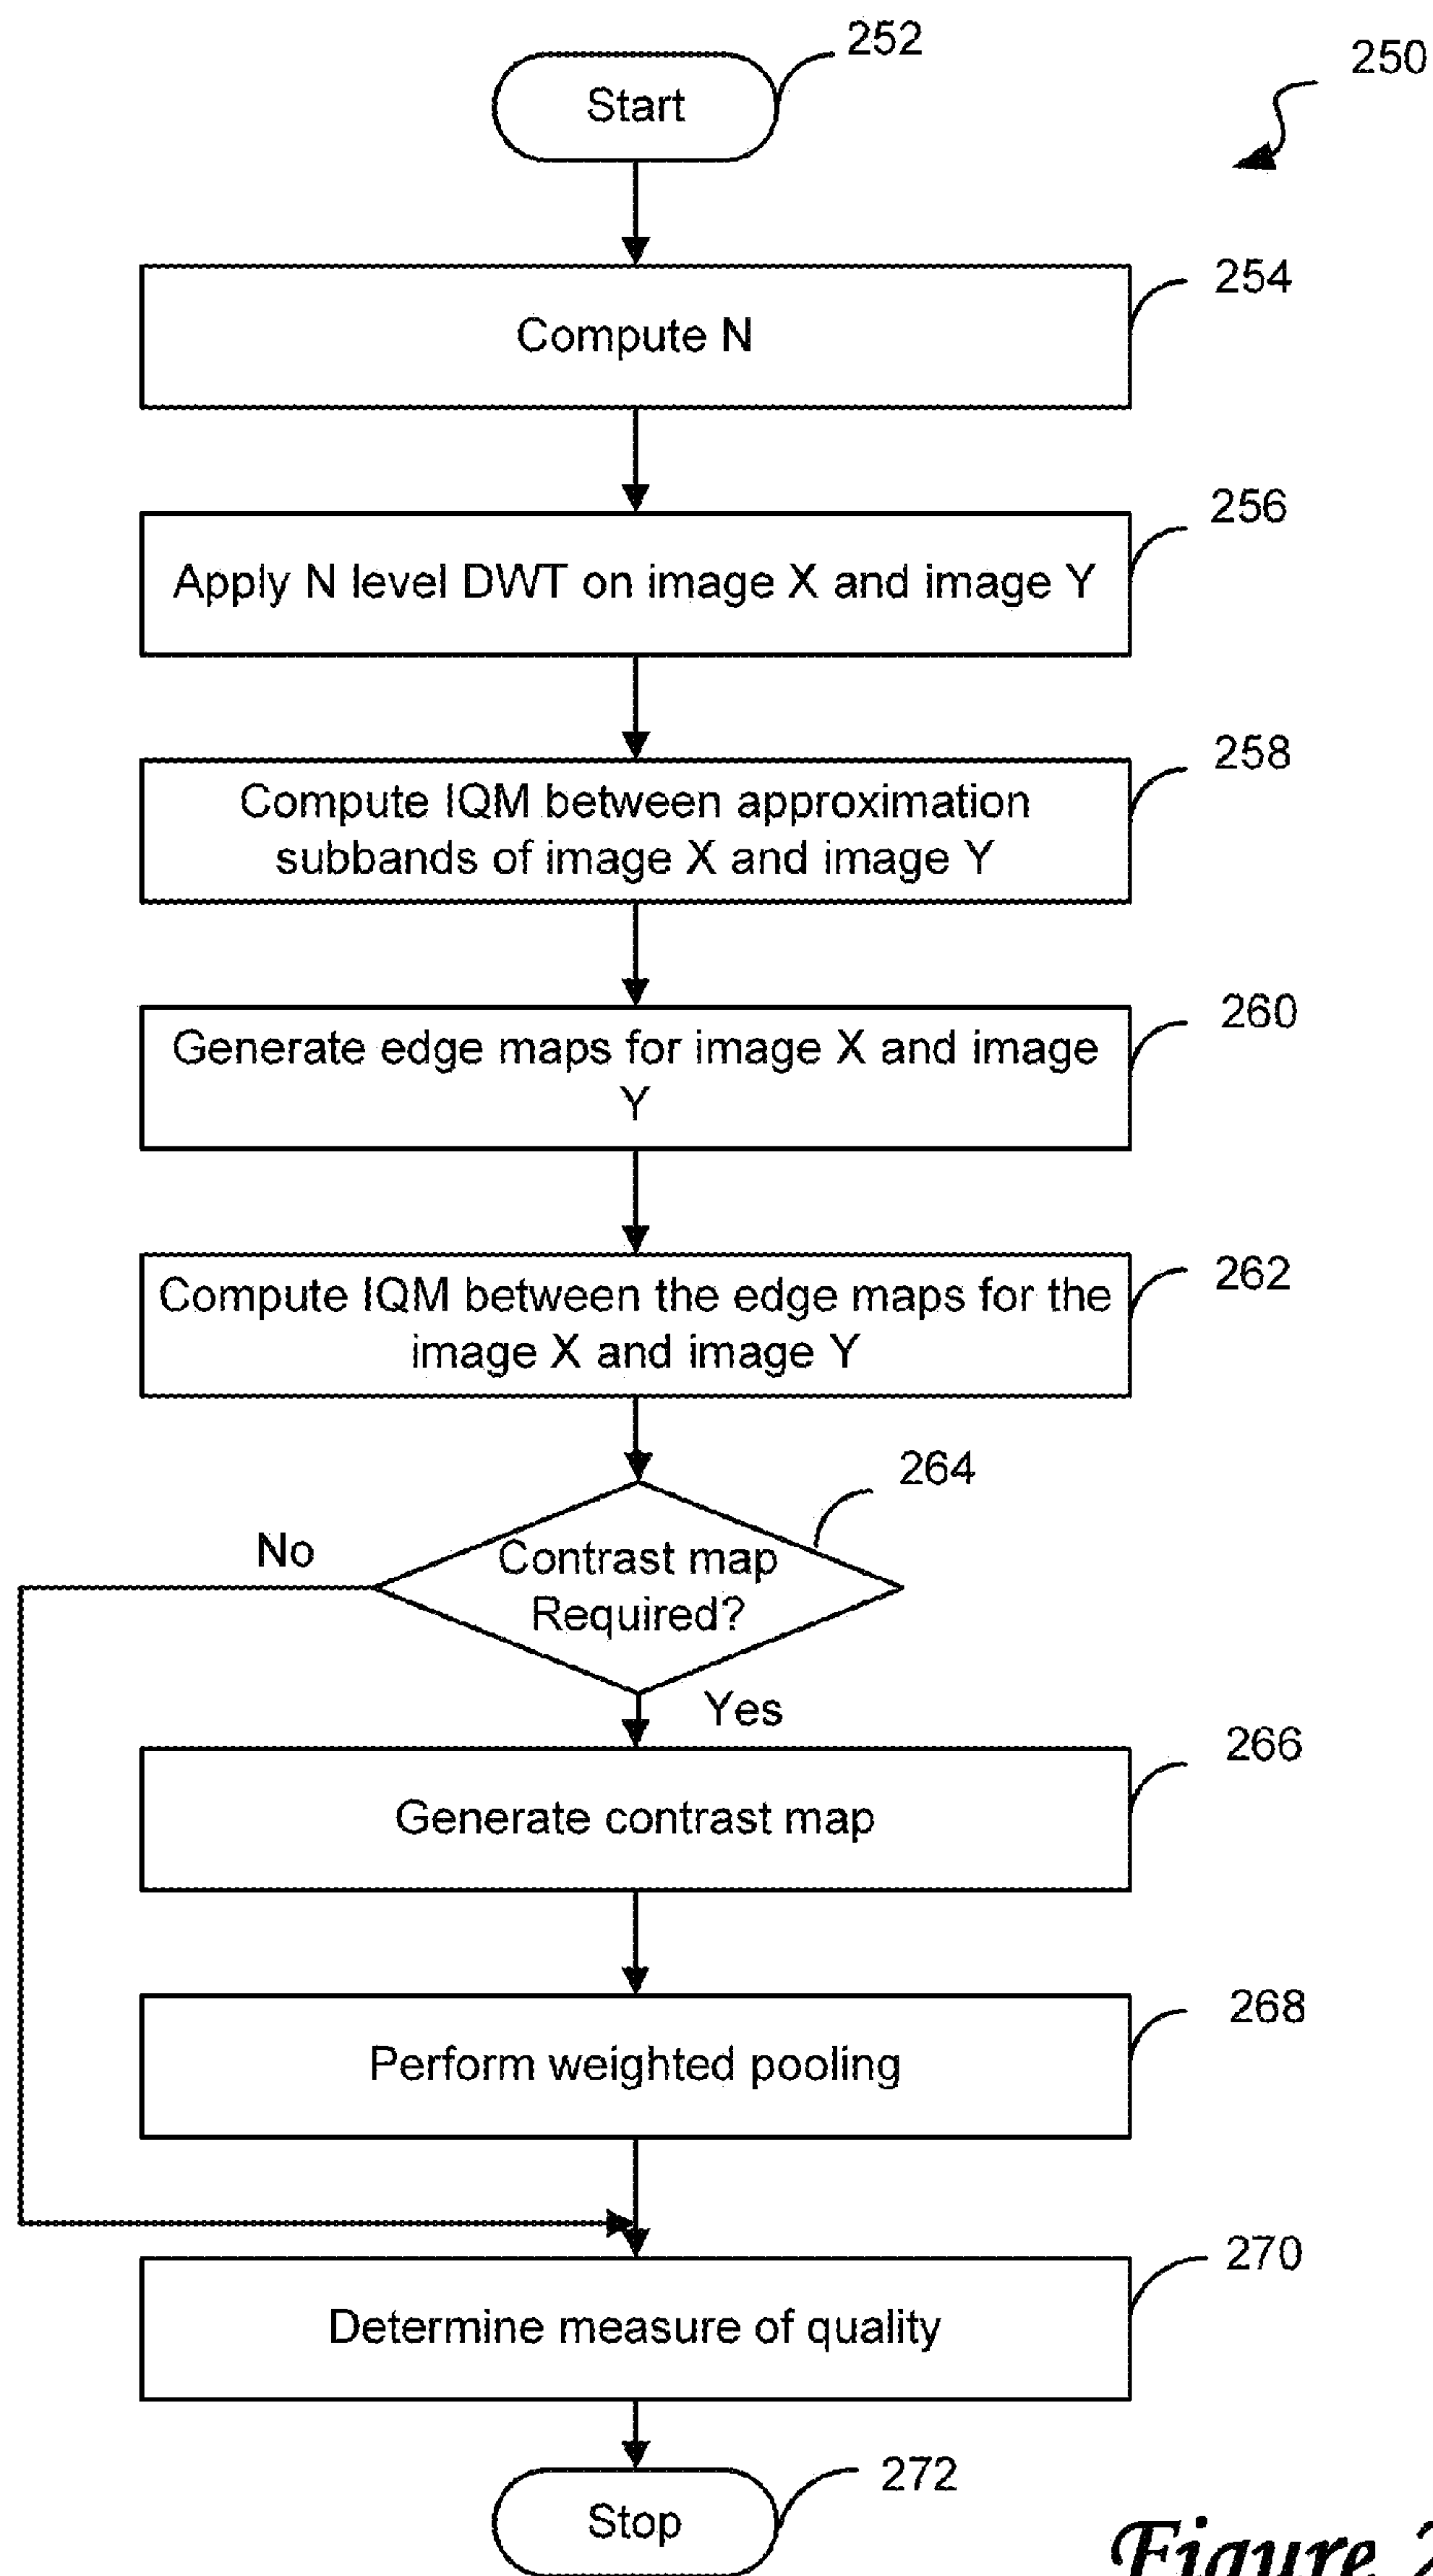 252
250
Start
254
Compute N
256
Apply N level DWT on image X and image Y
258
Compute IQM between approximation
subbands of image X and image Y
260
Generate edge maps for image X and image
Y
262
Compute IQM between the edge maps for the
image X and image Y
264
No
Contrast map
Required?
Yes
266
Generate contrast map
268
Perform weighted pooling
270
Determine measure of quality
272
Stop
Figure 2